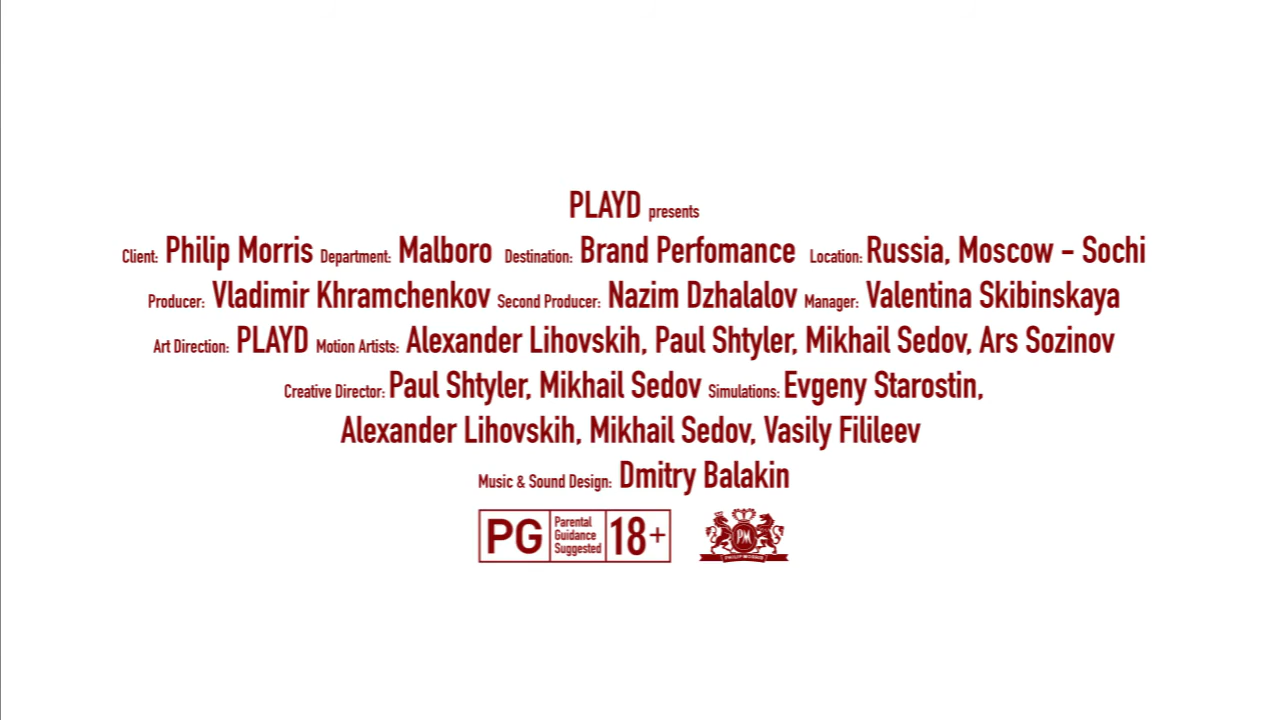 PLAYD presents
Client: Philip Morris Department: Malboro Destination: Brand Perfomance Location: Russia, Moscow - Sochi
Producer: Vladimir Khramchenkov Second Producer: Nazim Dzhalalov Manager: Valentina Skibinskaya
Art Direction: PLAYD Motion Artists: Alexander Lihovskih, Paul Shtyler, Mikhail Sedov, Ars Sozinov
Creative Director: Paul Shtyler, Mikhail Sedov Simulations: Evgeny Starostin,
Alexander Lihovskih, Mikhail Sedov, Vasily Filileev
Music & Sound Design: Dmitry Balakin
PG Parental Guidance Suggested 18+
PM
PHILIP MORRIS